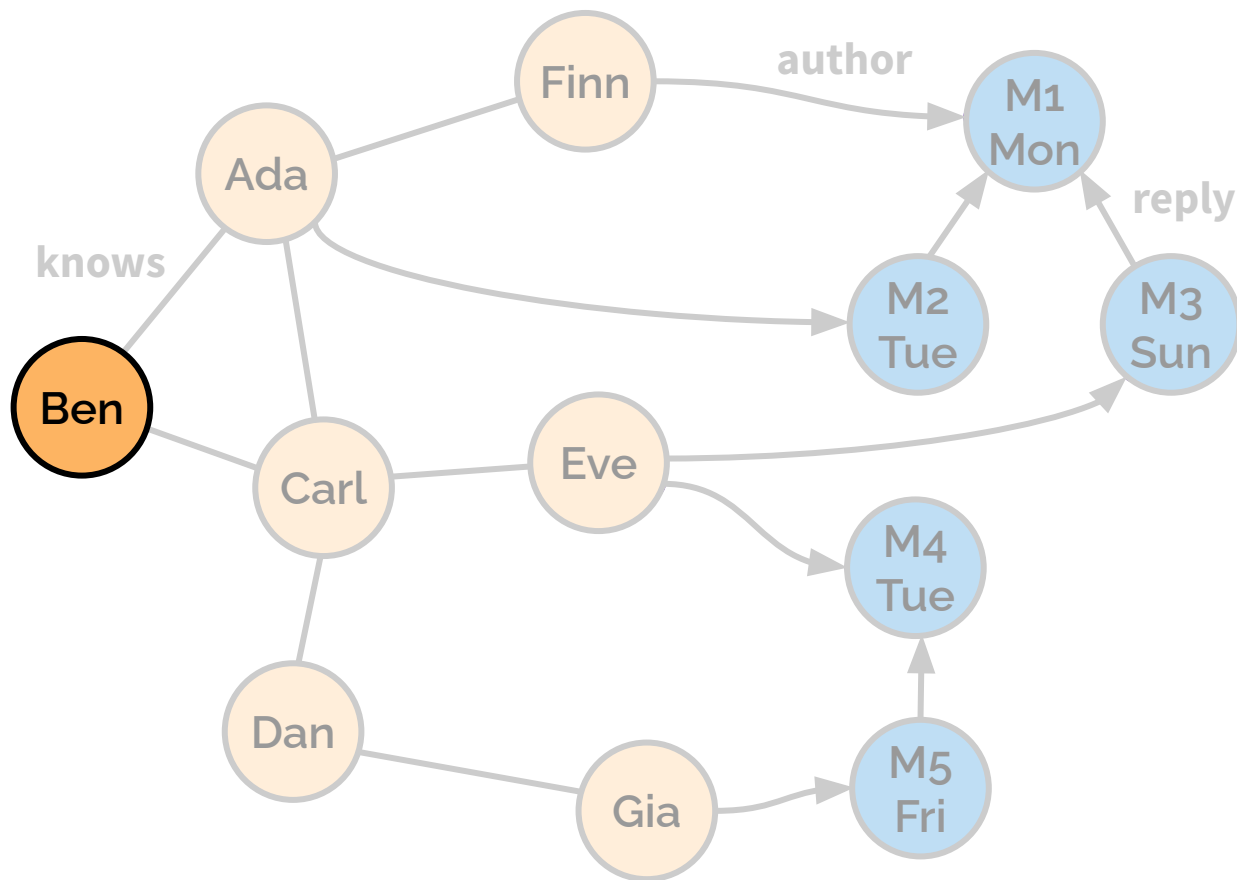 Finn
author
M1
Mon
Ada
reply
knows
M2
Tue
M3
Sun
Ben
Eve
Carl
M4
Tue
Dan
M5
Fri
Gia